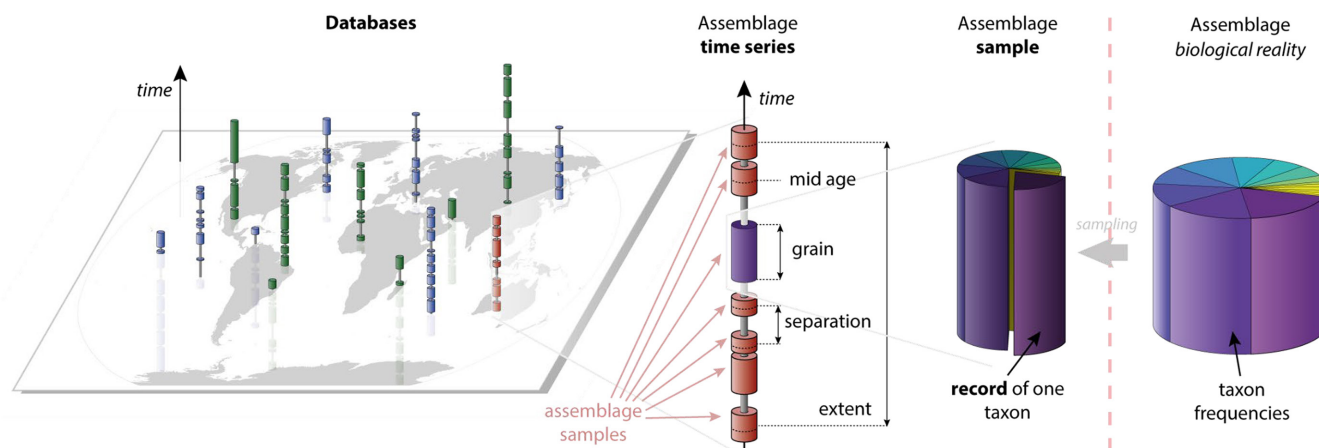 Databases
time
Assemblage
time series
time
mid age
grain
separation
extent
assemblage
samples
Assemblage
sample
record of one
taxon
sampling
Assemblage
biological reality
taxon
frequencies